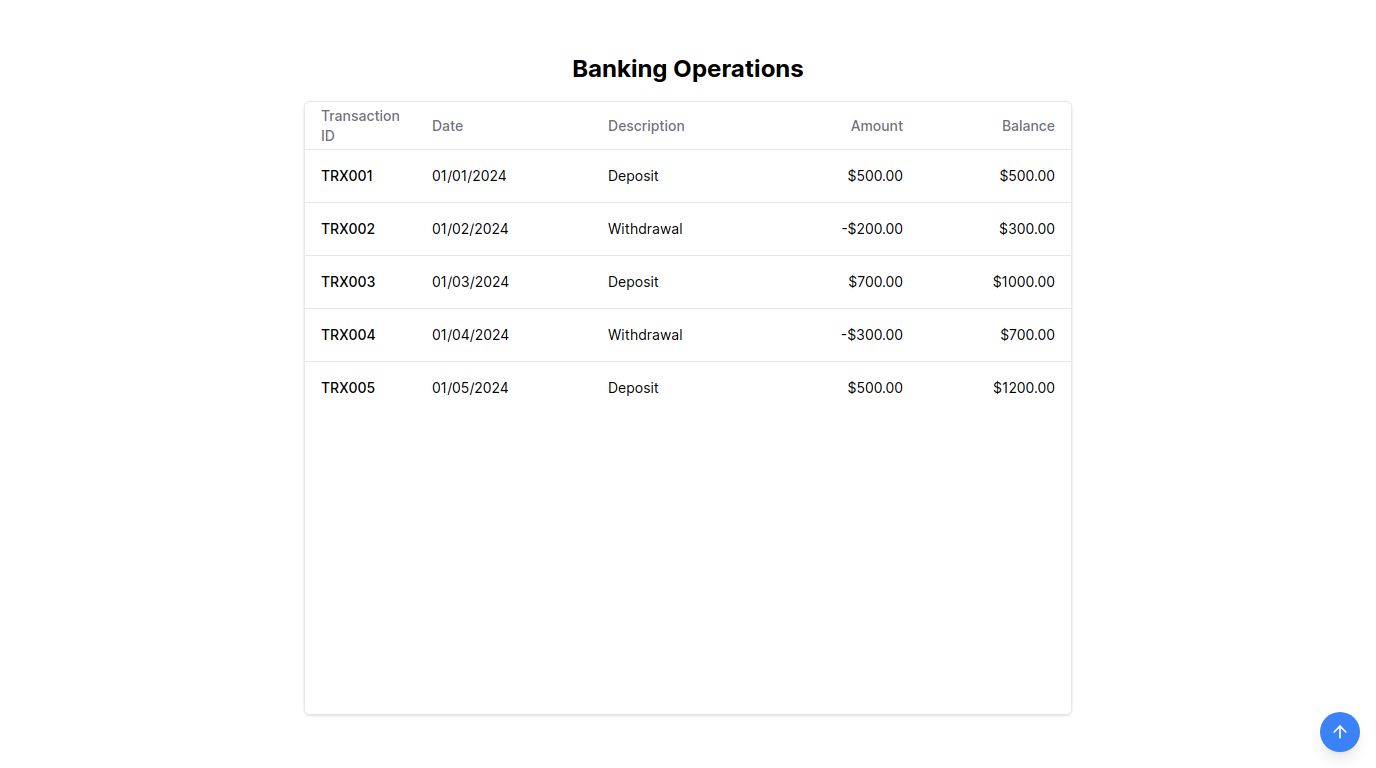 Banking Operations
Transaction
ID Date Description Amount Balance
TRX001 01/01/2024 Deposit $500.00 $500.00
TRX002 01/02/2024 Withdrawal -$200.00 $300.00
TRX003 01/03/2024 Deposit $700.00 $1000.00
TRX004 01/04/2024 Withdrawal -$300.00 $700.00
TRX005 01/05/2024 Deposit $500.00 $1200.00